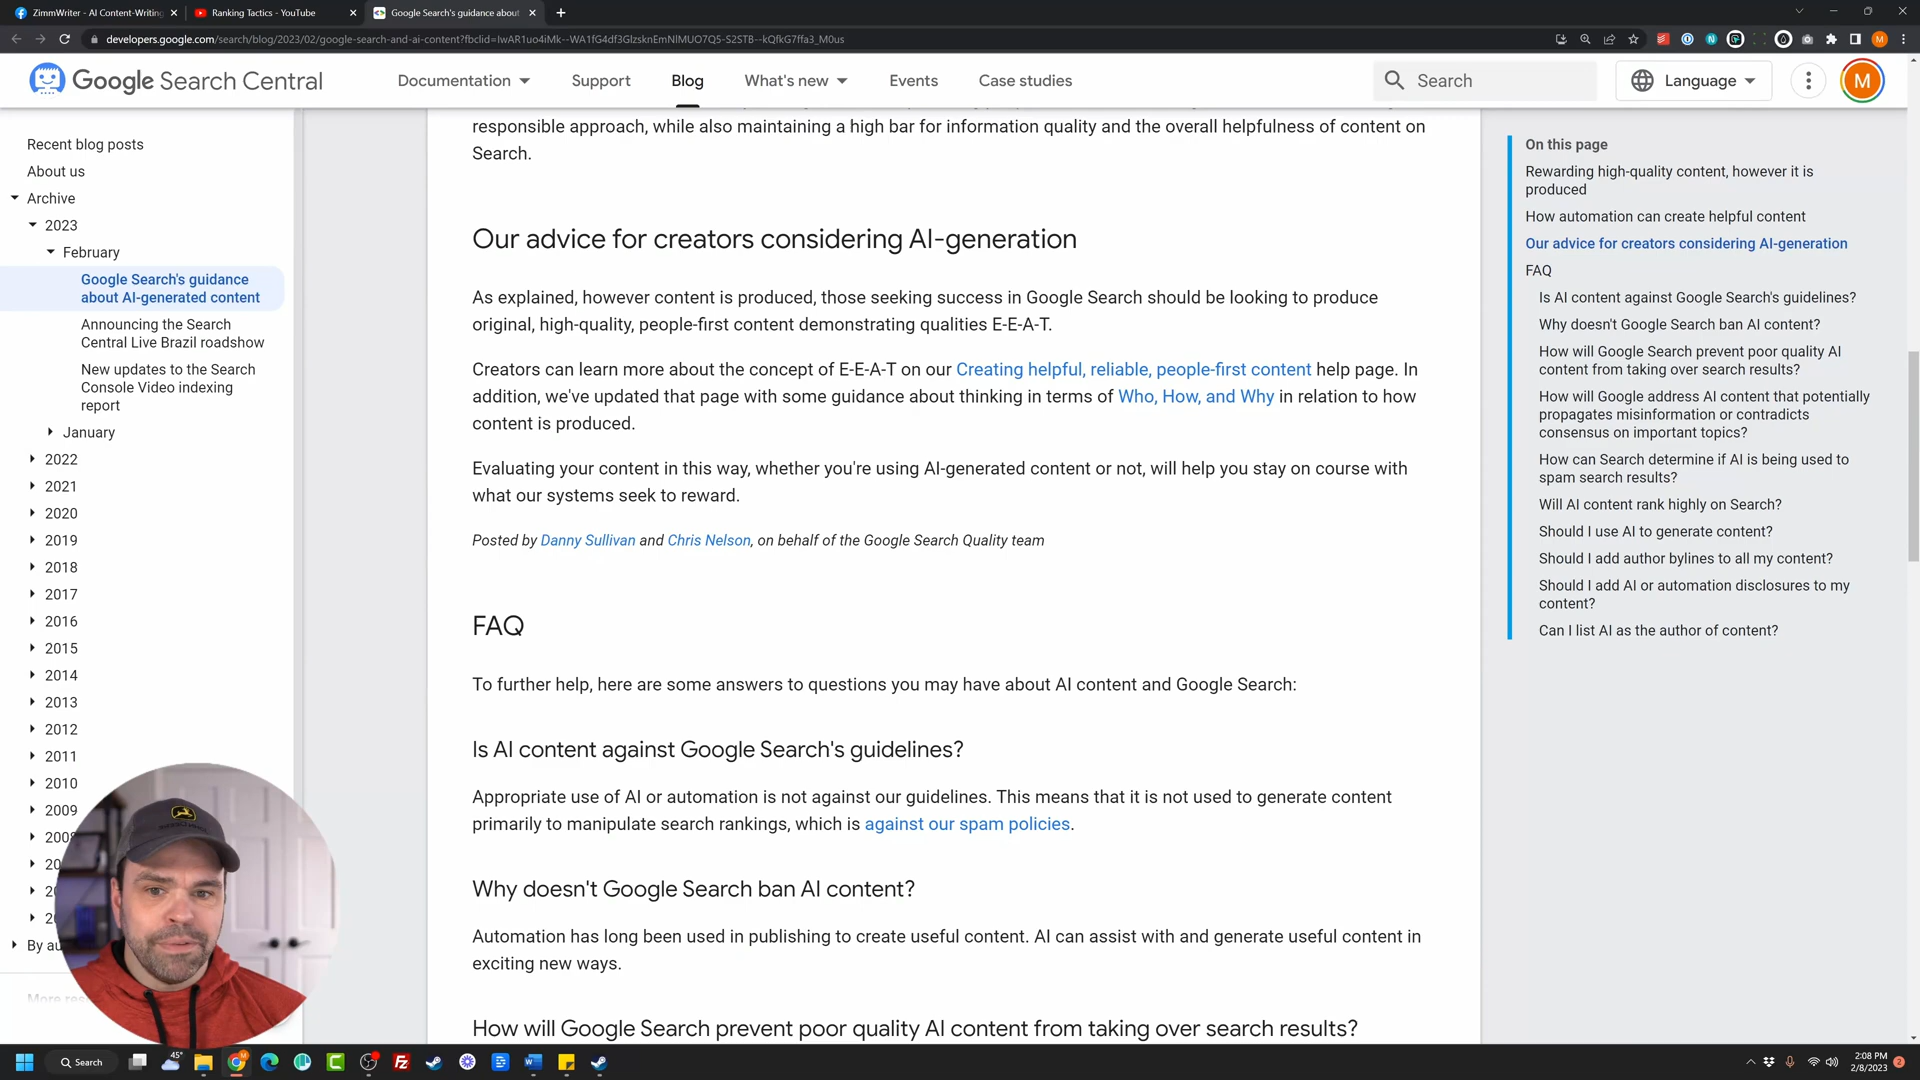 ZimmWriter - AI Content-Writing
Ranking Tactics - YouTube
Google Search's guidance about
developers.google.com/search/blog/2023/02/google-search-and-ai-content?fbclid=IwAR1uo4iMk--WA1fG4df3GlzsknEmNlMUO7Q5-S2STB--kQfkG7ffa3_M0us
Google Search Central
Documentation
Support
Blog
What's new
Events
Case studies
Search
Language
M
Recent blog posts
About us
Archive
2023
February
Google Search's guidance
about AI-generated content
Announcing the Search
Central Live Brazil roadshow
New updates to the Search
Console Video indexing
report
January
2022
2021
2020
2019
2018
2017
2016
2015
2014
2013
2012
2011
2010
2009
2008
20
20
20
By au
responsible approach, while also maintaining a high bar for information quality and the overall helpfulness of content on
Search.
Our advice for creators considering AI-generation
As explained, however content is produced, those seeking success in Google Search should be looking to produce
original, high-quality, people-first content demonstrating qualities E-E-A-T.
Creators can learn more about the concept of E-E-A-T on our Creating helpful, reliable, people-first content help page. In
addition, we've updated that page with some guidance about thinking in terms of Who, How, and Why in relation to how
content is produced.
Evaluating your content in this way, whether you're using AI-generated content or not, will help you stay on course with
what our systems seek to reward.
Posted by Danny Sullivan and Chris Nelson, on behalf of the Google Search Quality team
FAQ
To further help, here are some answers to questions you may have about AI content and Google Search:
Is AI content against Google Search's guidelines?
Appropriate use of AI or automation is not against our guidelines. This means that it is not used to generate content
primarily to manipulate search rankings, which is against our spam policies.
Why doesn't Google Search ban AI content?
Automation has long been used in publishing to create useful content. AI can assist with and generate useful content in
exciting new ways.
How will Google Search prevent poor quality AI content from taking over search results?
On this page
Rewarding high-quality content, however it is
produced
How automation can create helpful content
Our advice for creators considering AI-generation
FAQ
Is AI content against Google Search's guidelines?
Why doesn't Google Search ban AI content?
How will Google Search prevent poor quality AI
content from taking over search results?
How will Google address AI content that potentially
propagates misinformation or contradicts
consensus on important topics?
How can Search determine if AI is being used to
spam search results?
Will AI content rank highly on Search?
Should I use AI to generate content?
Should I add author bylines to all my content?
Should I add AI or automation disclosures to my
content?
Can I list AI as the author of content?
Search
45°
2:08 PM
2/8/2023
2